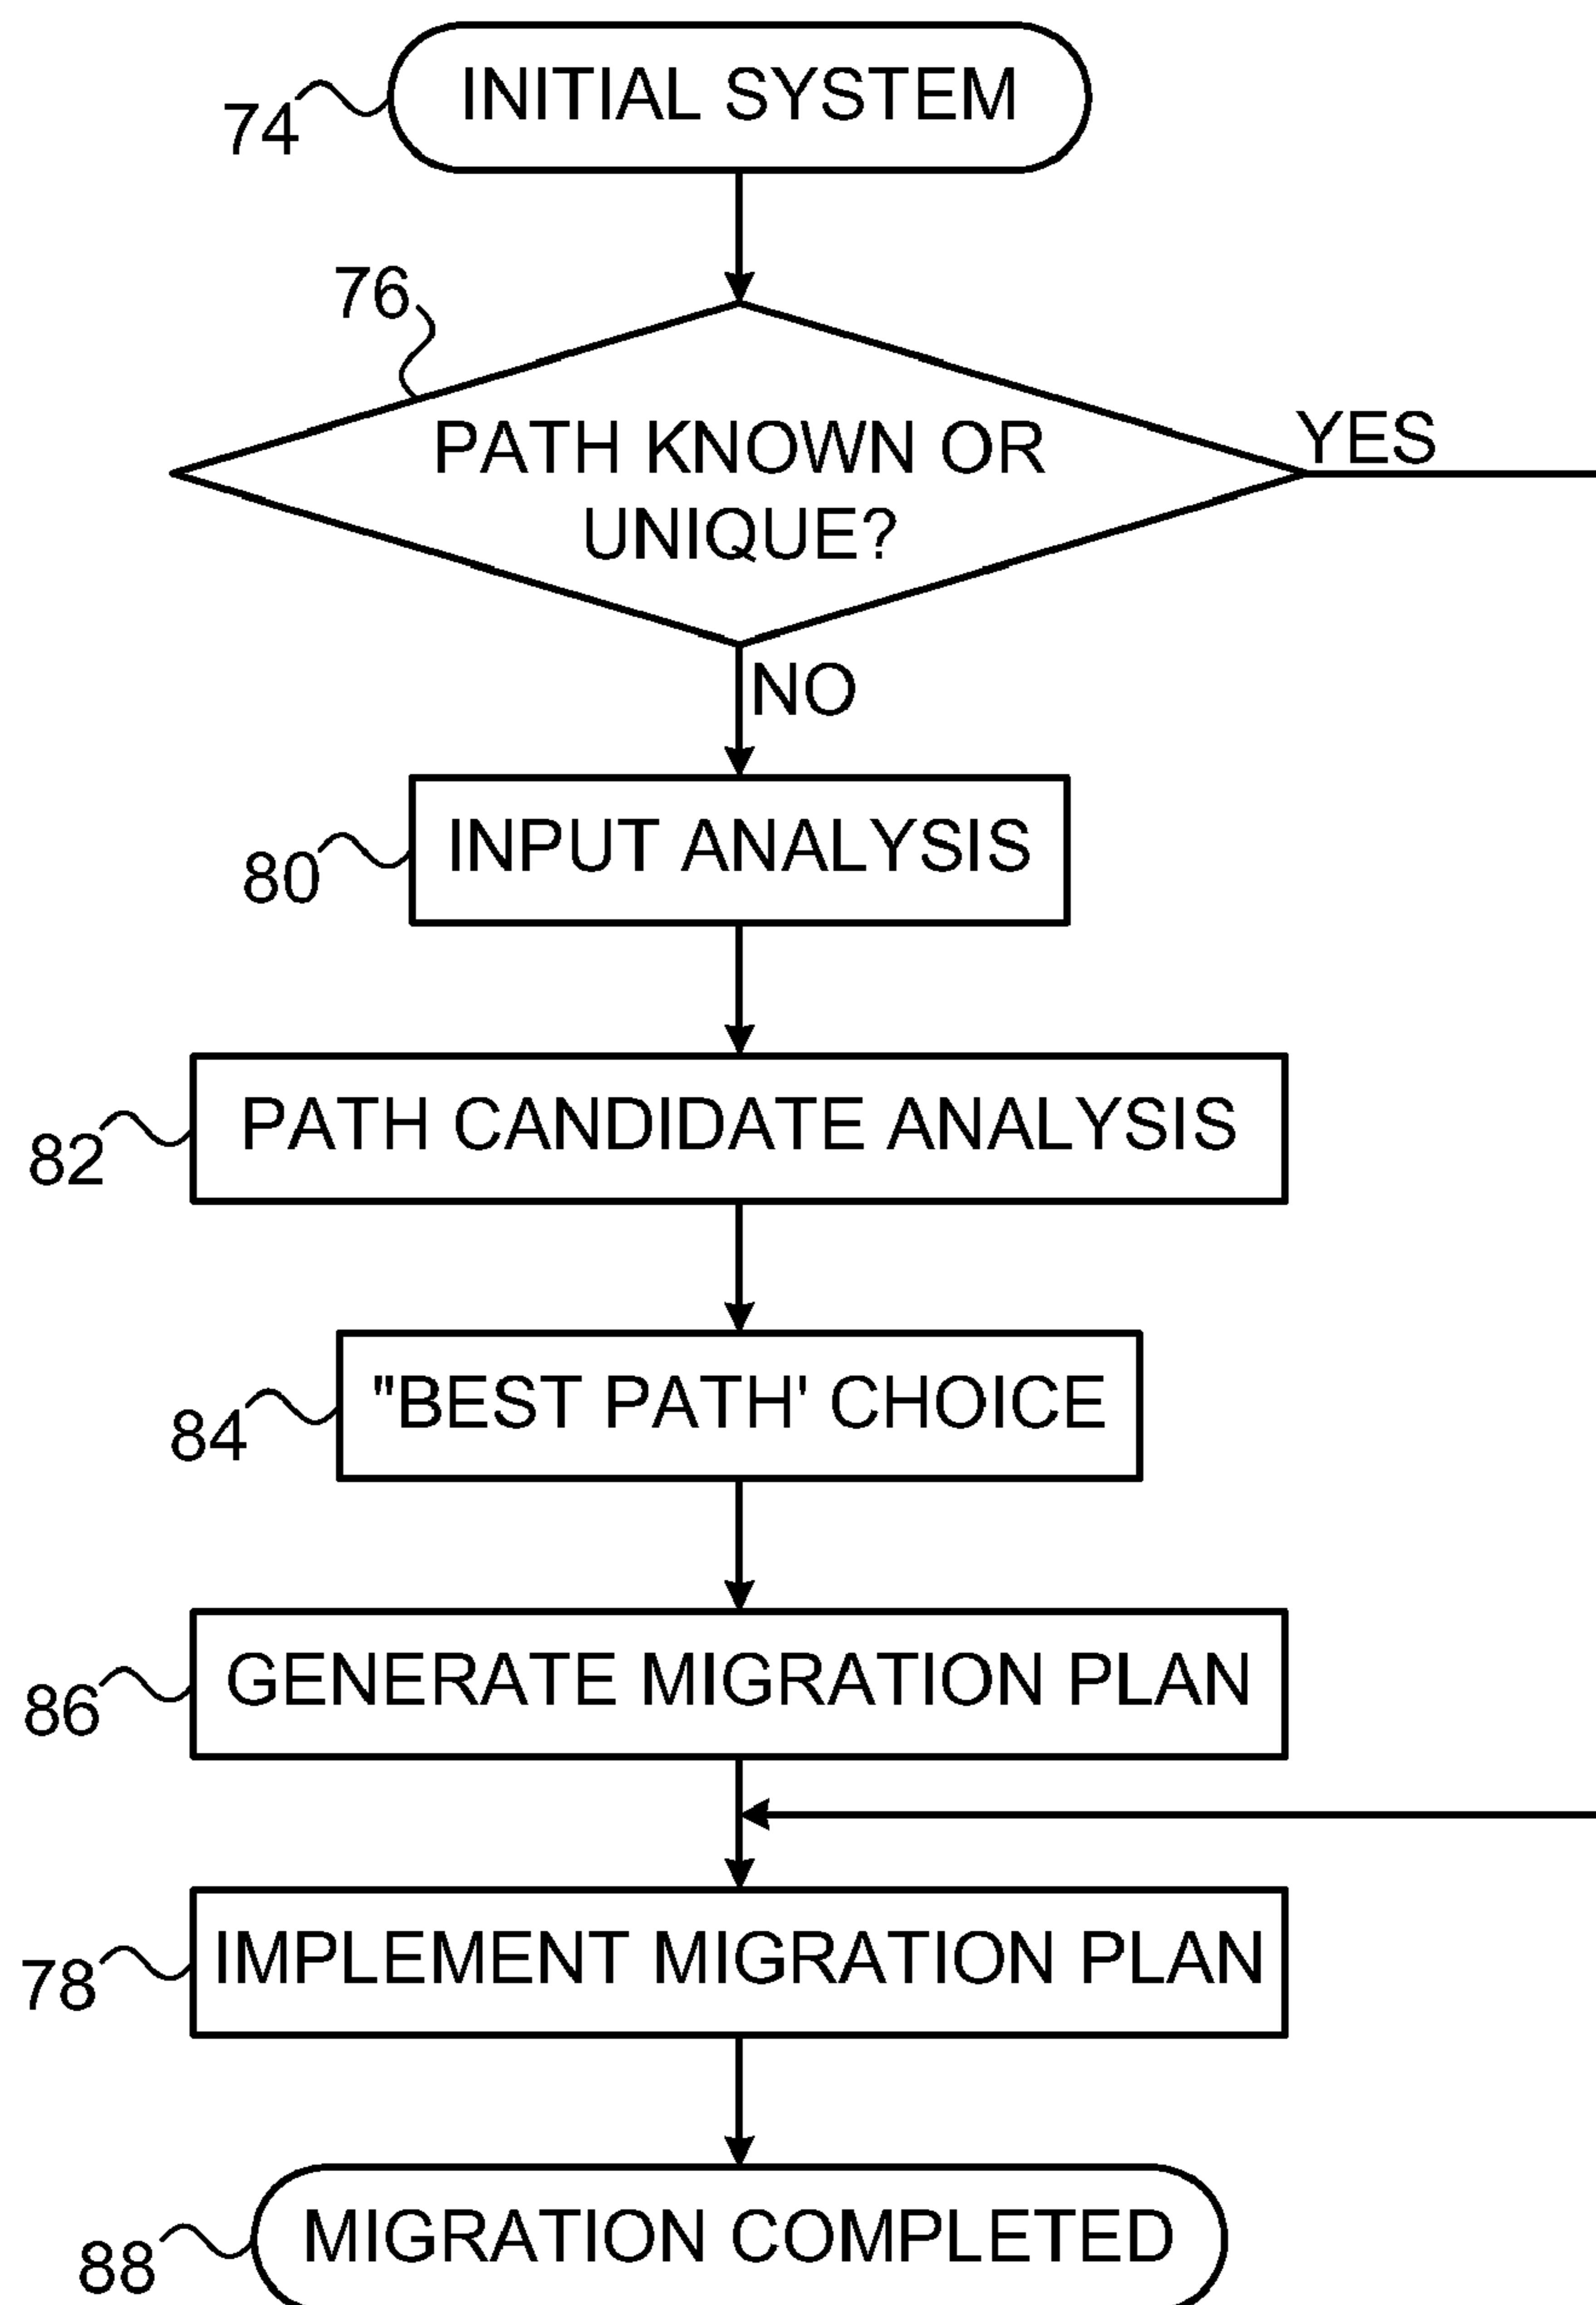 INITIAL SYSTEM
74
76
PATH KNOWN OR
UNIQUE?
YES
NO
INPUT ANALYSIS
80
PATH CANDIDATE ANALYSIS
82
"BEST PATH' CHOICE
84
GENERATE MIGRATION PLAN
86
IMPLEMENT MIGRATION PLAN
78
MIGRATION COMPLETED
88